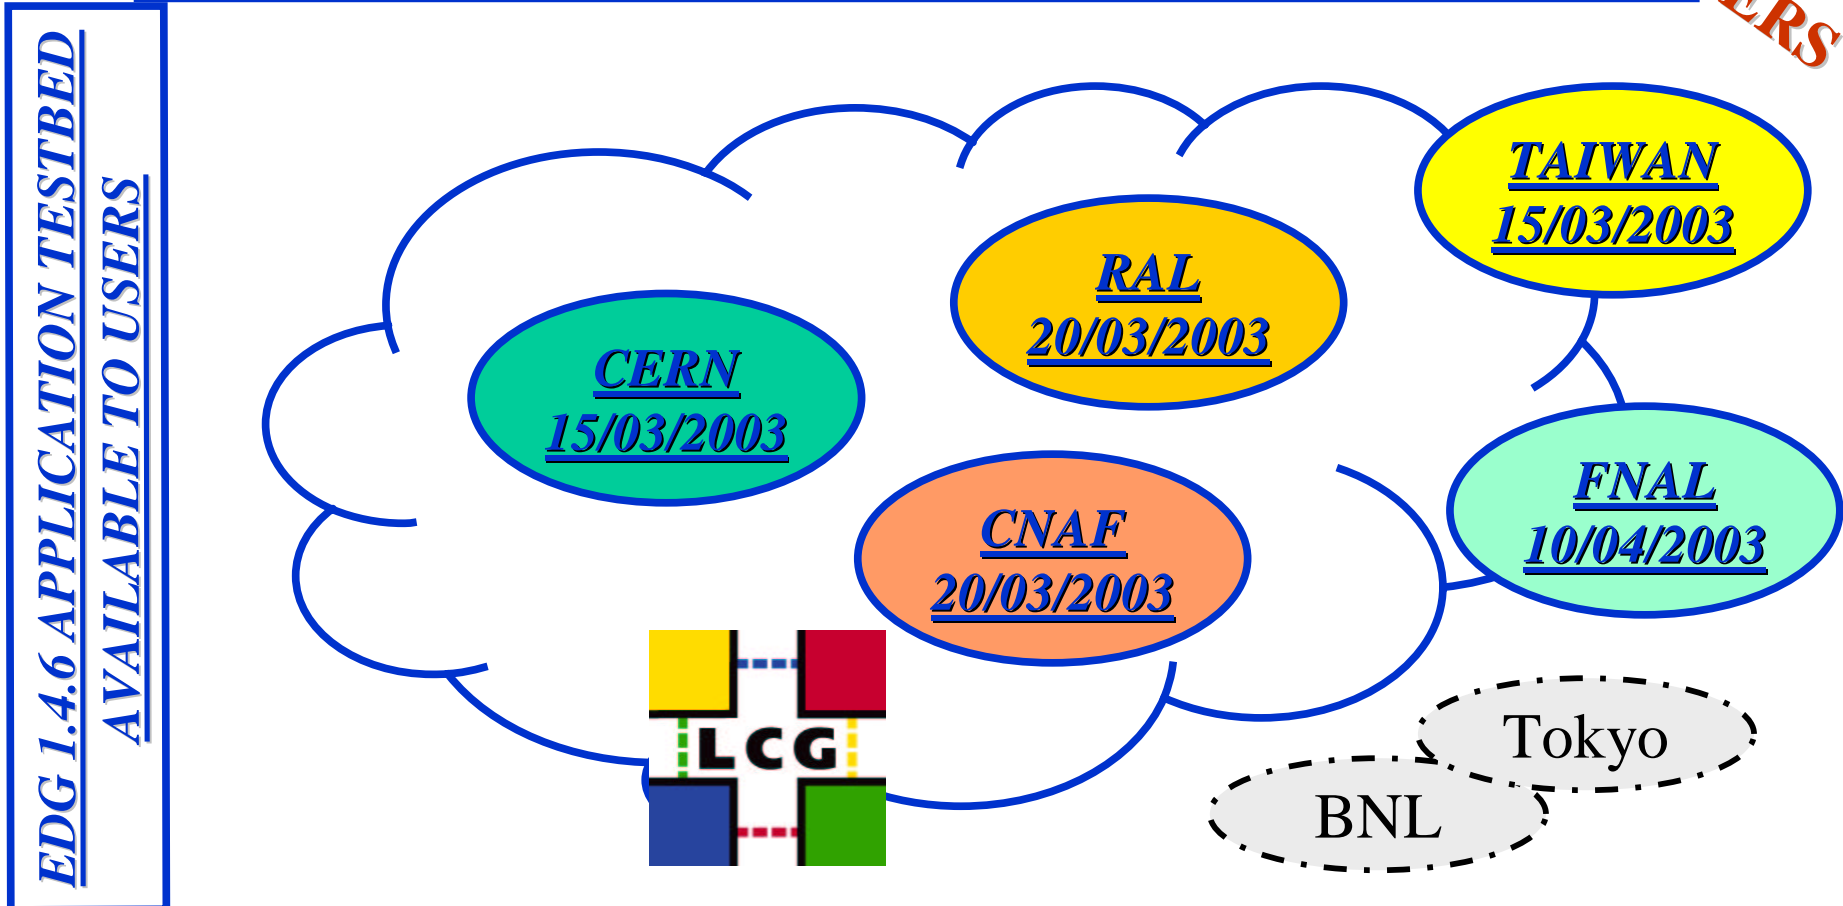 EDG 1.4.6 APPLICATION TESTBED
AVAILABLE TO USERS
TAIWAN
15/03/2003
RAL
20/03/2003
CERN
15/03/2003
FNAL
10/04/2003
CNAF
20/03/2003
LCG
Tokyo
BNL